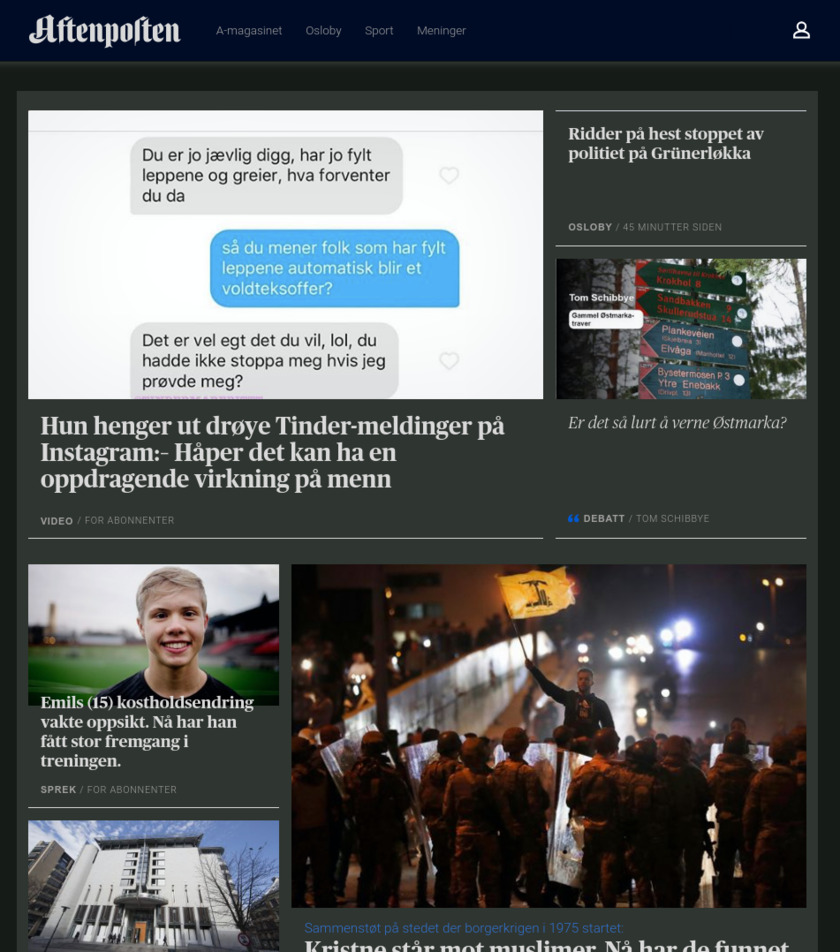 Aftenposten
A-magasinet Osloby Sport Meninger
Du er jo jævlig digg, har jo fylt
leppene og greier, hva forventer
du da
så du mener folk som har fylt
leppene automatisk blir et
voldteksoffer?
Det er vel egt det du vil, lol, du
hadde ikke stoppa meg hvis jeg
prøvde meg?
Hun henger ut drøye Tinder-meldinger på
Instagram:- Håper det kan ha en
oppdragende virkning på menn
VIDEO / FOR ABONNENTER
Ridder på hest stoppet av
politiet på Grünerløkka
OSLOBY / 45 MINUTTER SIDEN
Tom Schibbye
Gammel Østmarka-
traver
Krokhol 8
Sandbakken 9
Skullerudstua 14
Plankeveien
Elvåga
Bysetermosen P 3
Ytre Enebakk
Er det så lurt å verne Østmarka?
DEBATT / TOM SCHIBBYE
Emils (15) kostholdsendring
vakte oppsikt. Nå har han
fått stor fremgang i
treningen.
SPREK / FOR ABONNENTER
Sammenstøt på stedet der borgerkrigen i 1975 startet:
Kristne står mot muslimer. Nå har de funnet